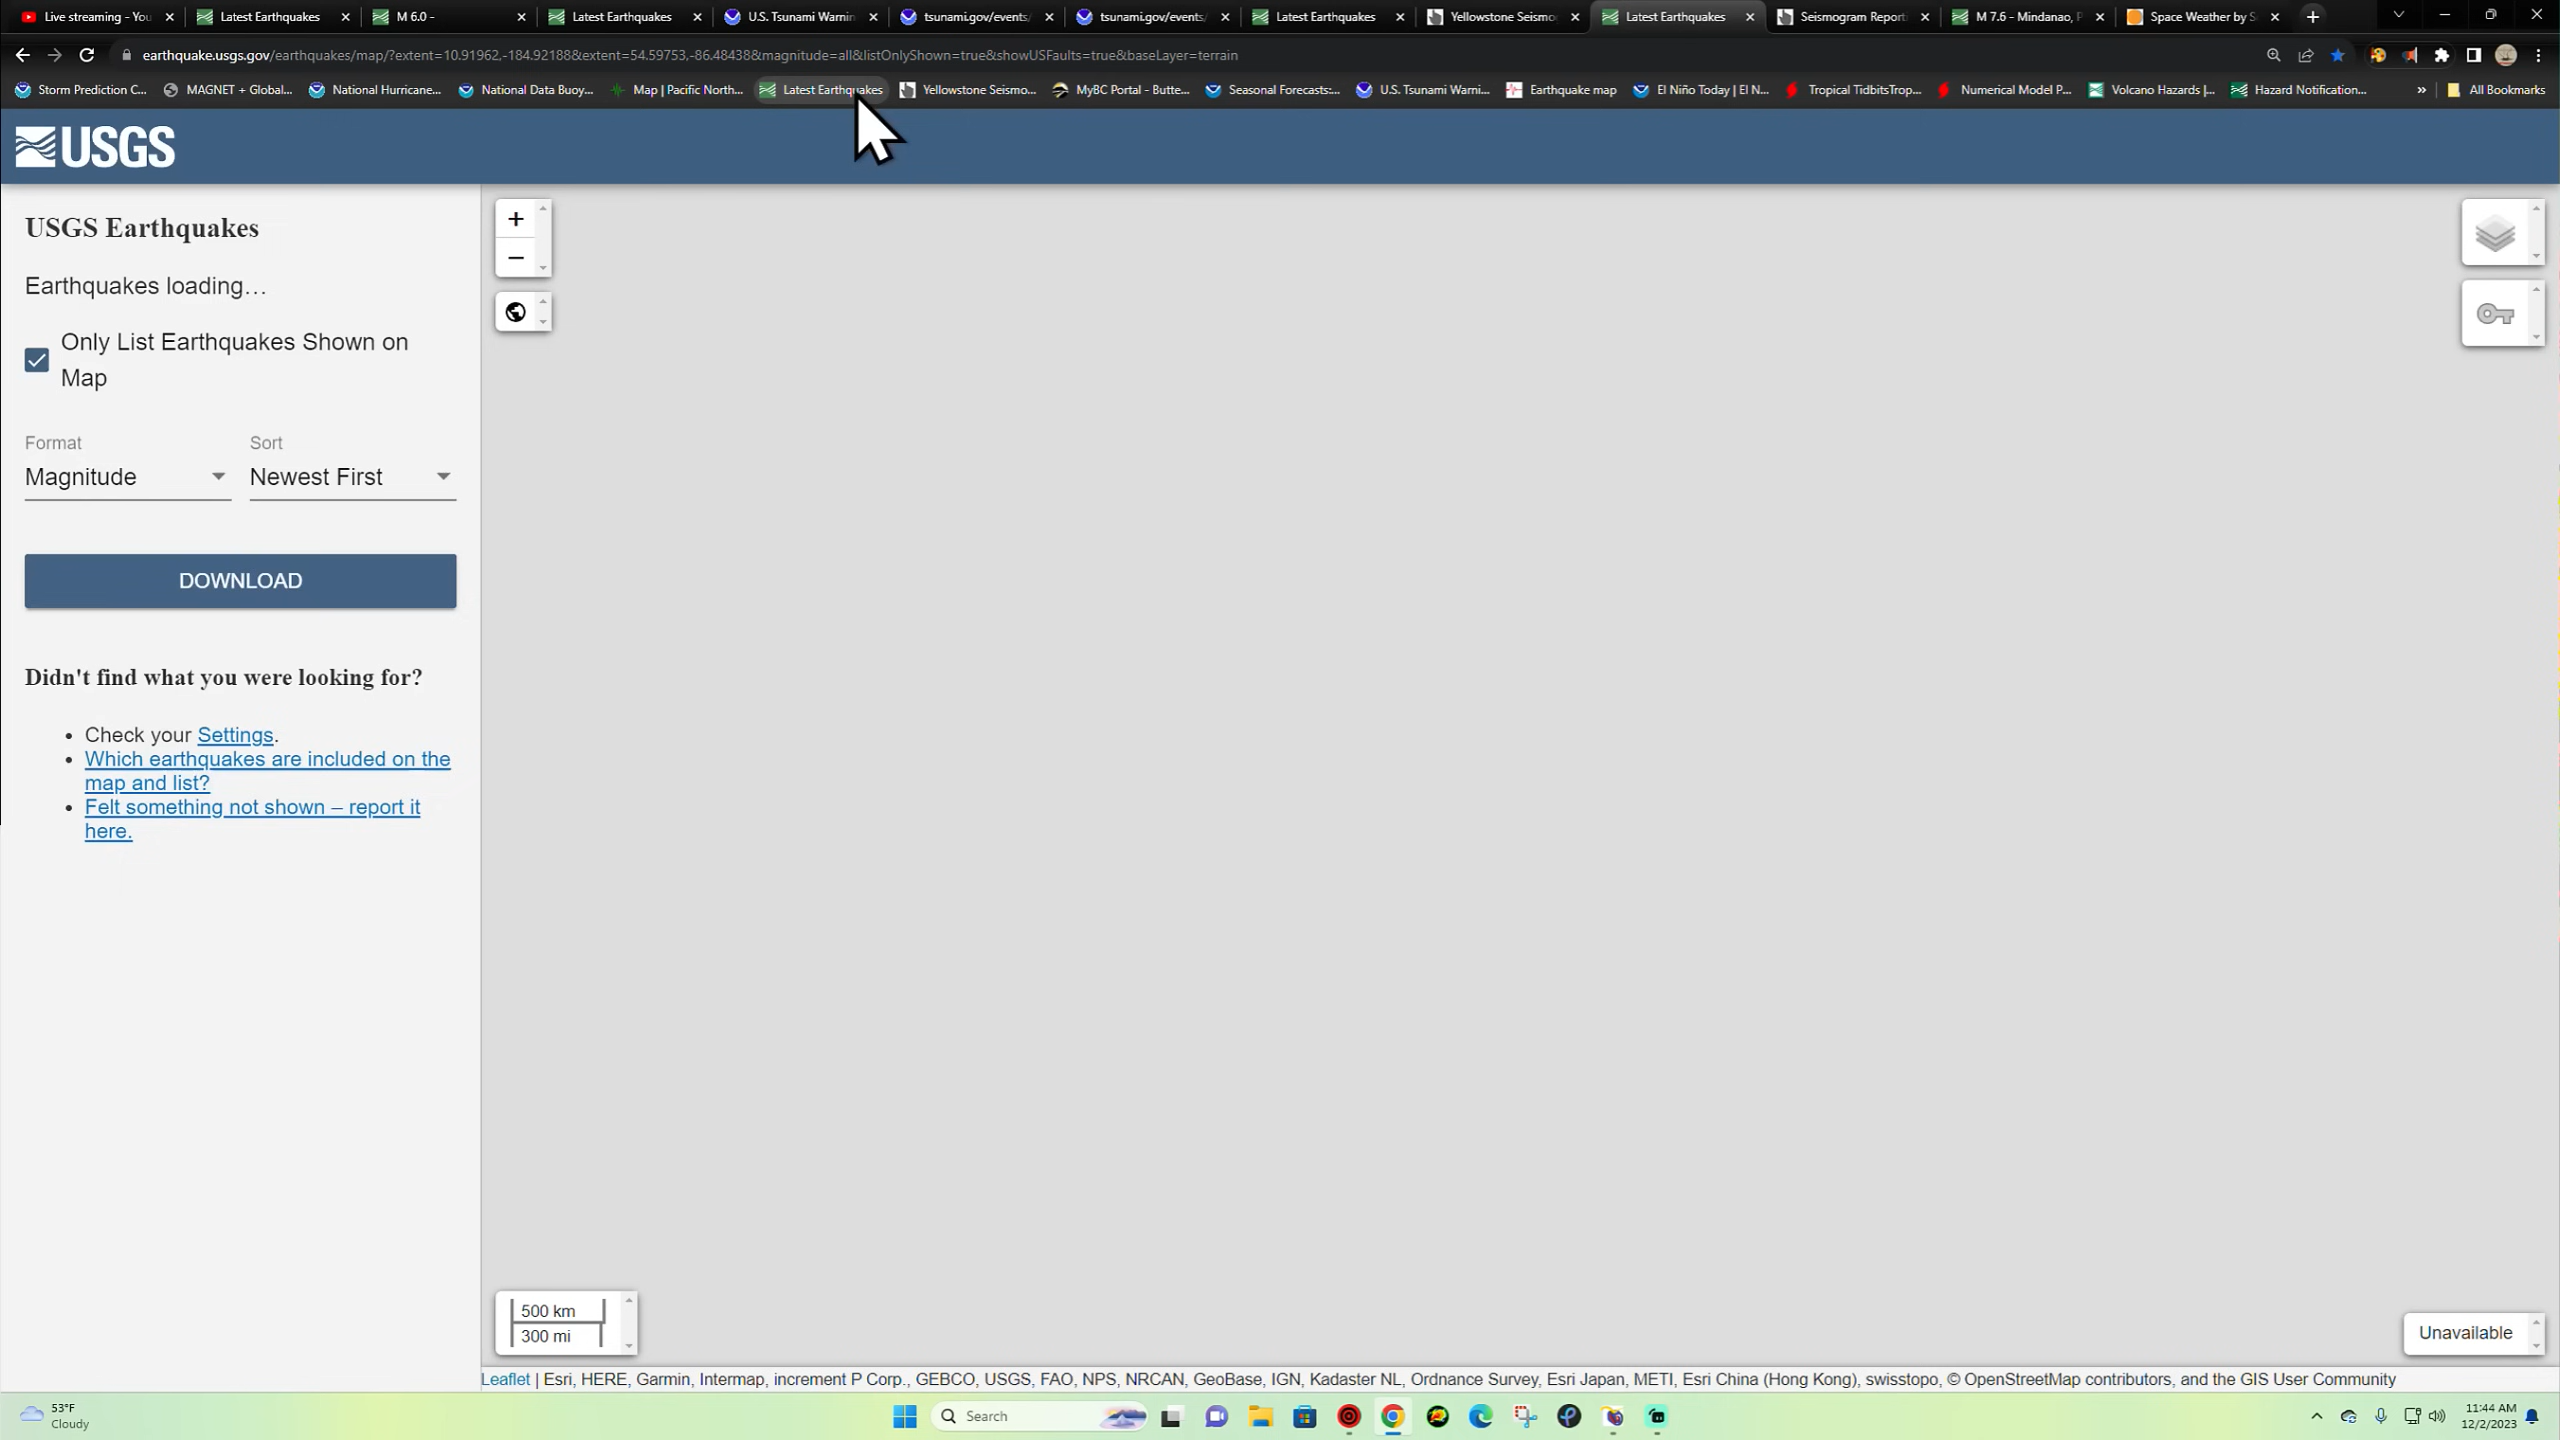 Live streaming - You
Latest Earthquakes
M 6.0 -
Latest Earthquakes
U.S. Tsunami Warnin
tsunami.gov/events/
tsunami.gov/events/
Latest Earthquakes
Yellowstone Seismo
Latest Earthquakes
Seismogram Report
M 7.6 - Mindanao, P
Space Weather by S
earthquake.usgs.gov/earthquakes/map/?extent=10.91962,-184.92188&extent=54.59753,-86.48438&magnitude=all&listOnlyShown=true&showUSFaults=true&baseLayer=terrain
Storm Prediction C...
MAGNET + Global...
National Hurricane...
National Data Buoy...
Map | Pacific North...
Latest Earthquakes
Yellowstone Seismo...
MyBC Portal - Butte...
Seasonal Forecasts:...
U.S. Tsunami Warni...
Earthquake map
El Niño Today | El N...
Tropical TidbitsTrop...
Numerical Model P...
Volcano Hazards |...
Hazard Notification...
»
All Bookmarks
USGS
USGS Earthquakes
Earthquakes loading...
Only List Earthquakes Shown on
Map
Format
Sort
Magnitude
Newest First
DOWNLOAD
Didn't find what you were looking for?
• Check your Settings.
• Which earthquakes are included on the
map and list?
• Felt something not shown – report it
here.
+
−
500 km
300 mi
Unavailable
Leaflet | Esri, HERE, Garmin, Intermap, increment P Corp., GEBCO, USGS, FAO, NPS, NRCAN, GeoBase, IGN, Kadaster NL, Ordnance Survey, Esri Japan, METI, Esri China (Hong Kong), swisstopo, © OpenStreetMap contributors, and the GIS User Community
53°F
Cloudy
Search
11:44 AM
12/2/2023